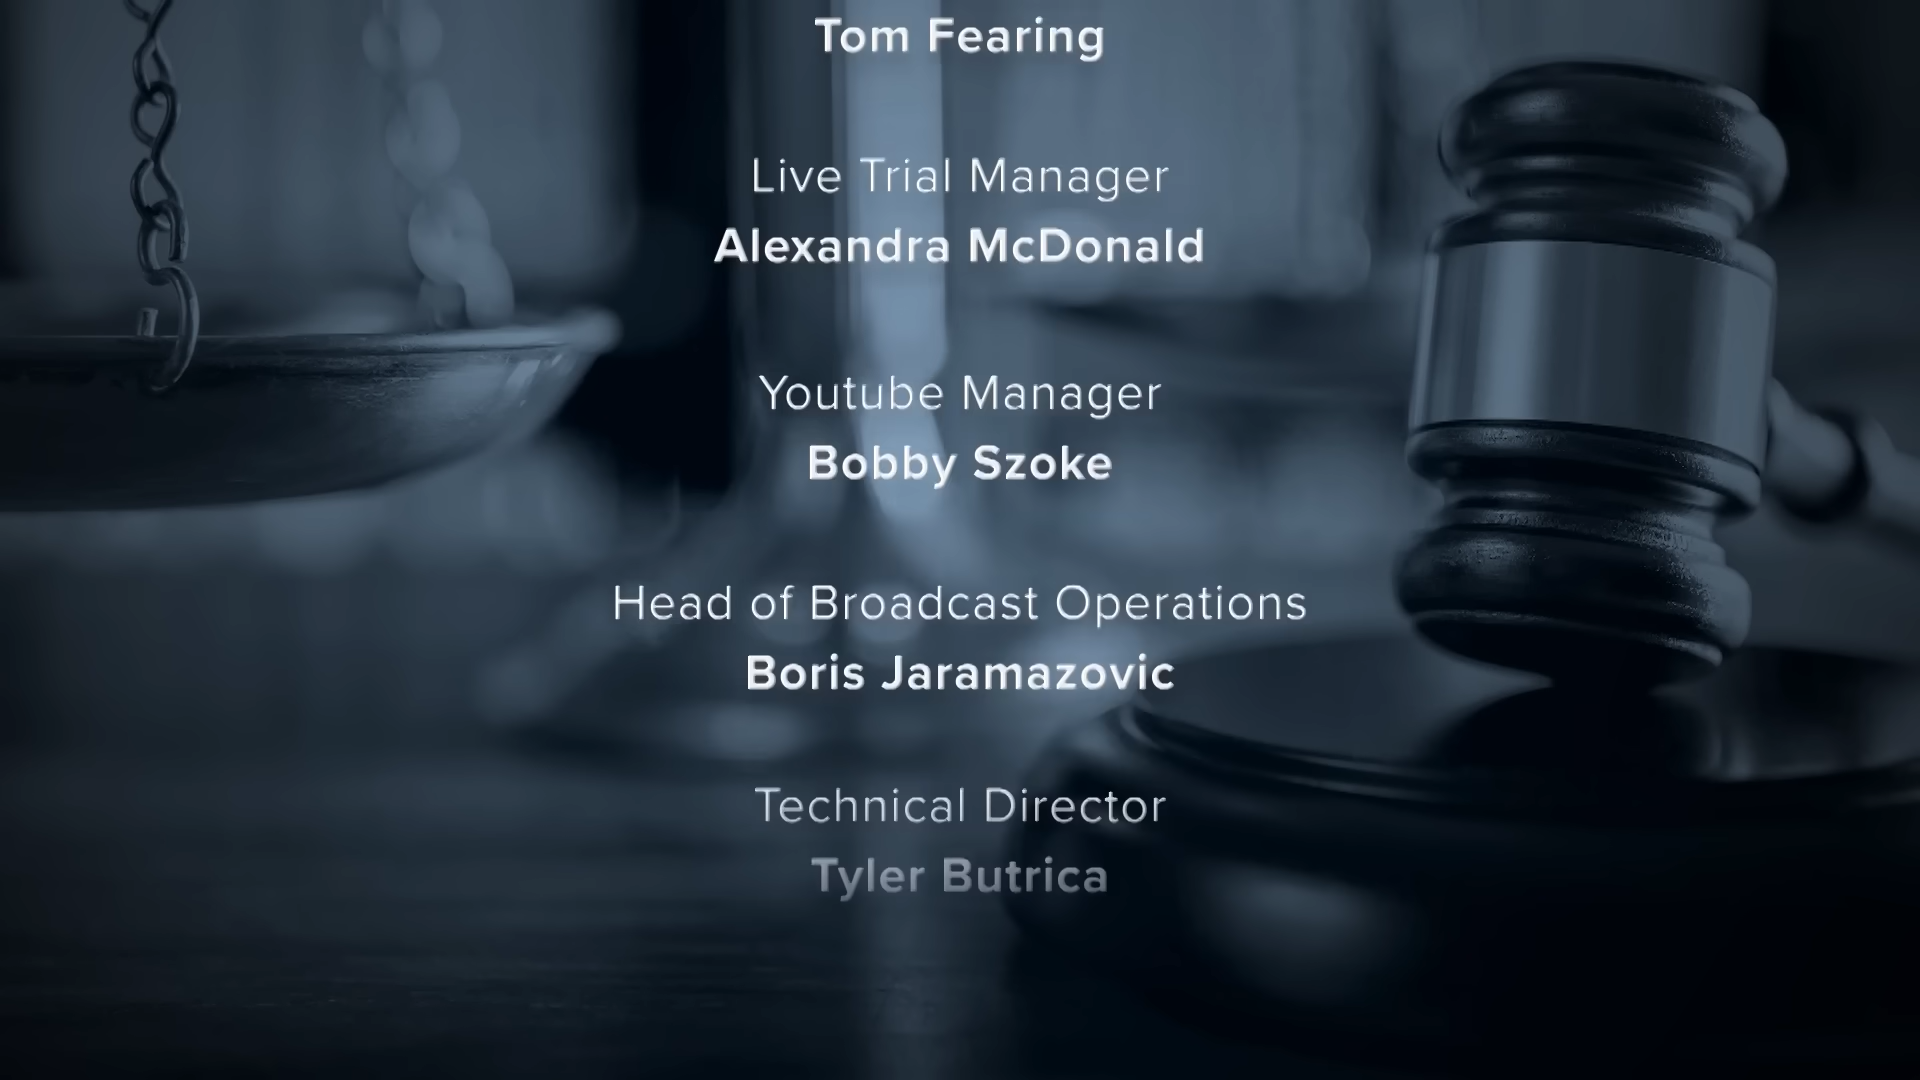 Tom Fearing
Live Trial Manager
Alexandra McDonald
Youtube Manager
Bobby Szoke
Head of Broadcast Operations
Boris Jaramazovic
Technical Director
Tyler Butrica